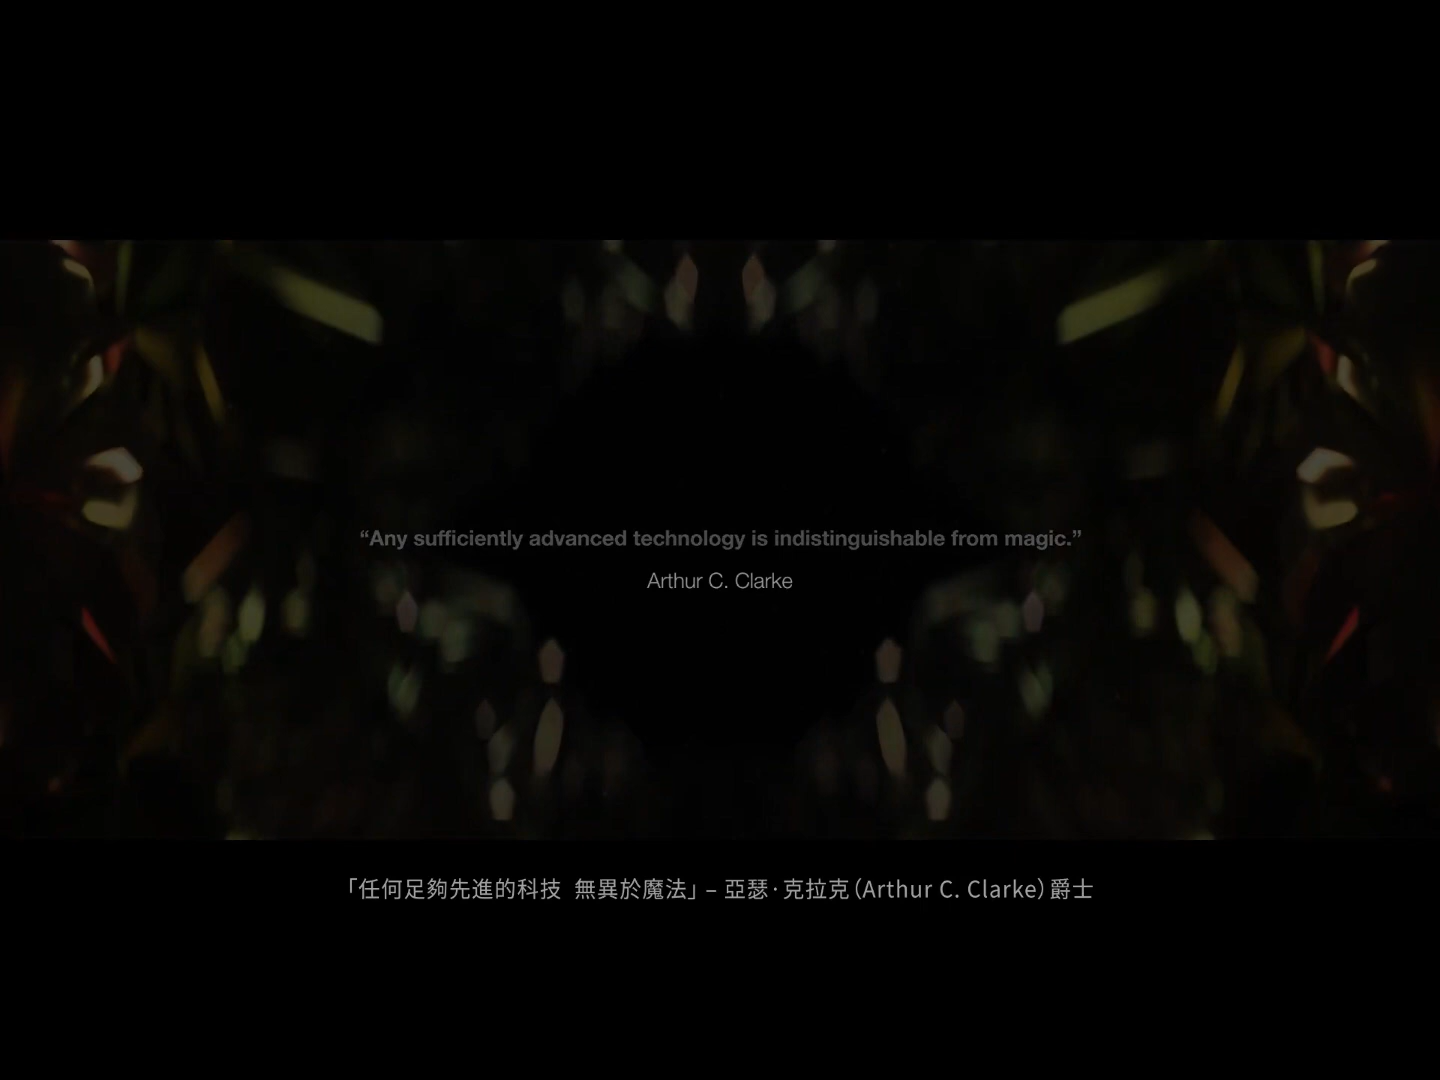 “Any sufficiently advanced technology is indistinguishable from magic.”
Arthur C. Clarke
「任何足夠先進的科技 無異於魔法」– 亞瑟·克拉克（Arthur C. Clarke）爵士